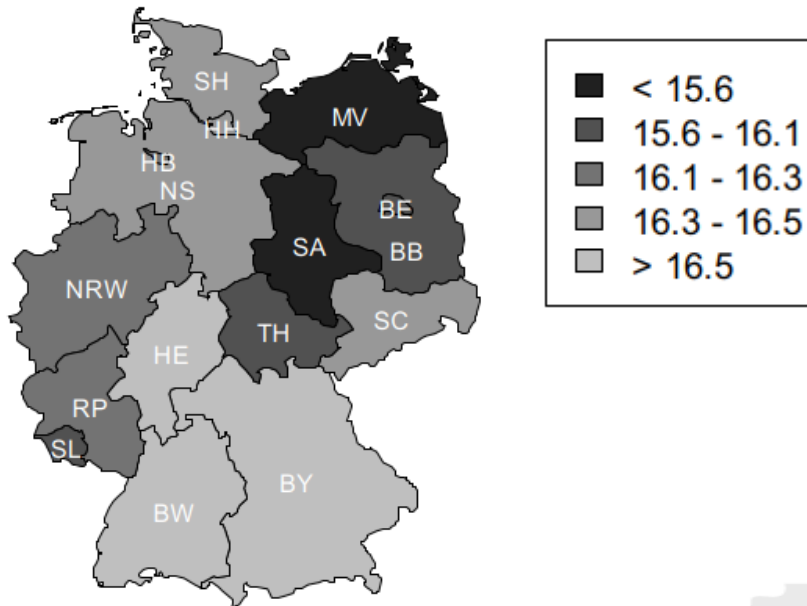 SH
MV
HH
HB
NS
BE
SA
BB
NRW
SC
TH
HE
RP
SL
BY
BW
< 15.6
15.6 - 16.1
16.1 - 16.3
16.3 - 16.5
> 16.5